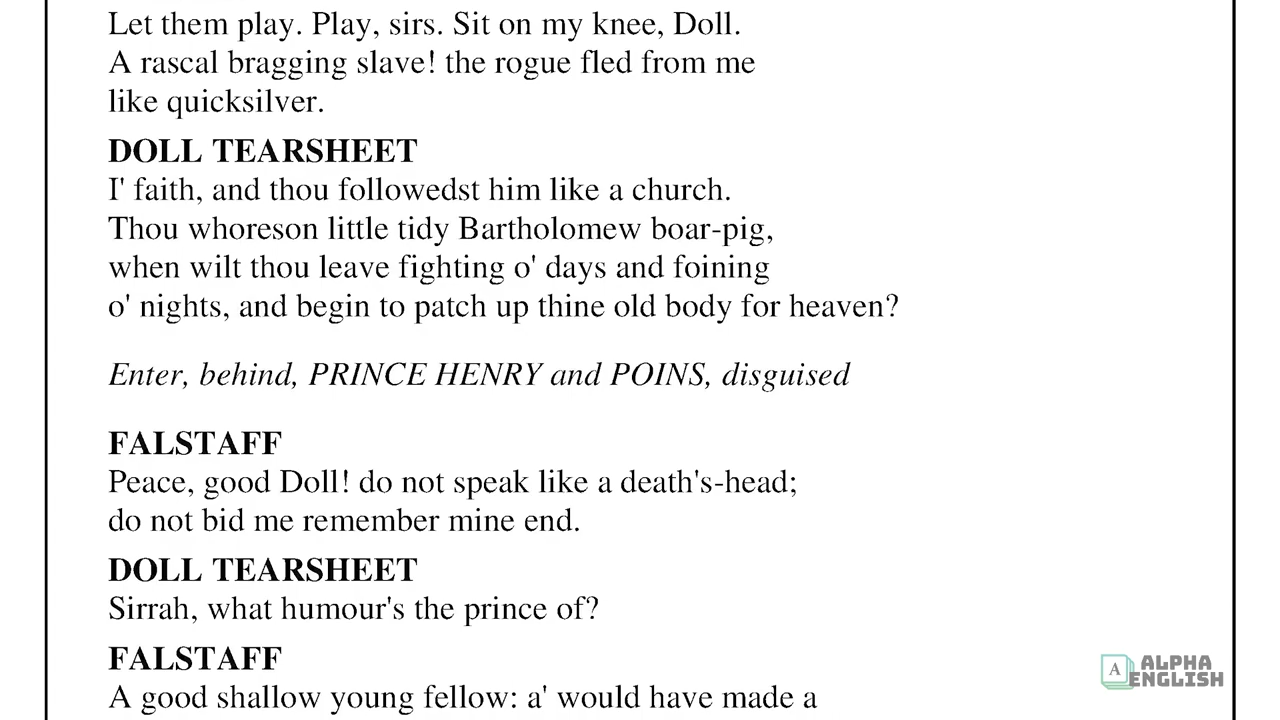 Let them play. Play, sirs. Sit on my knee, Doll.
A rascal bragging slave! the rogue fled from me
like quicksilver.
DOLL TEARSHEET
I' faith, and thou followedst him like a church.
Thou whoreson little tidy Bartholomew boar-pig,
when wilt thou leave fighting o' days and foining
o' nights, and begin to patch up thine old body for heaven?
Enter, behind, PRINCE HENRY and POINS, disguised
FALSTAFF
Peace, good Doll! do not speak like a death's-head;
do not bid me remember mine end.
DOLL TEARSHEET
Sirrah, what humour's the prince of?
FALSTAFF
A good shallow young fellow: a' would have made a
A ALPHA
ENGLISH